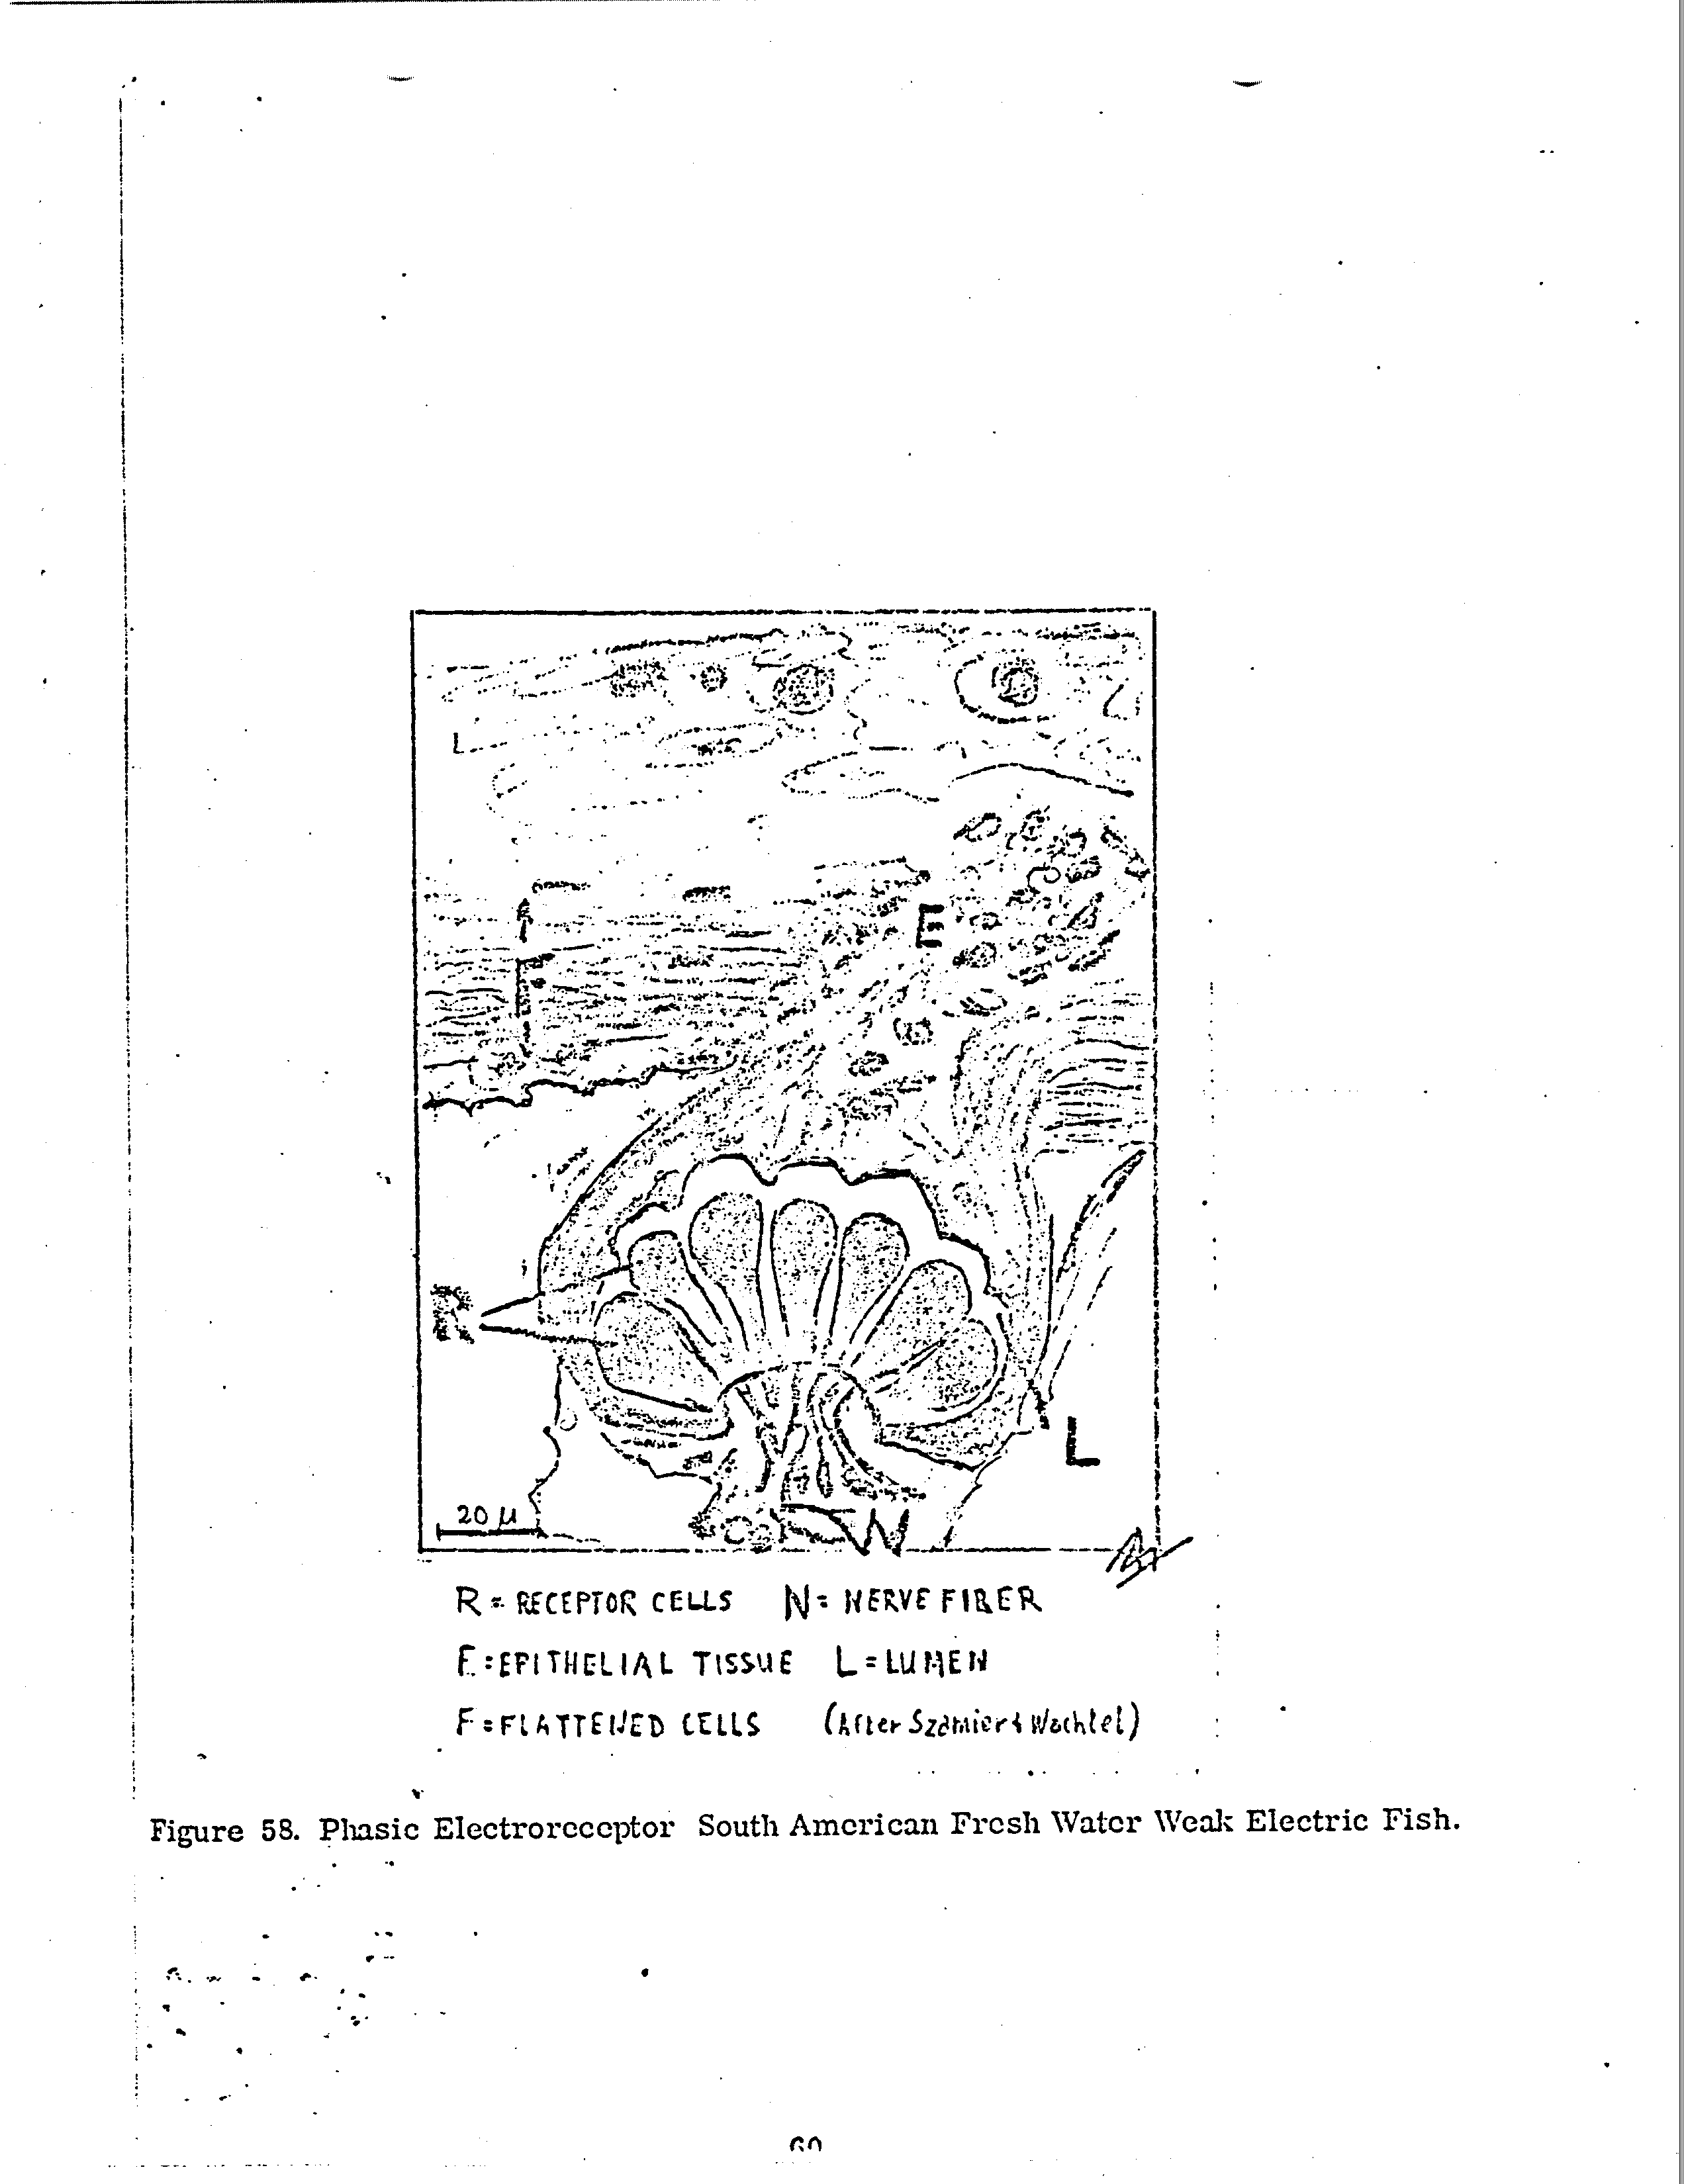 E
F
R
L
20 μ
N
R = RECEPTOR CELLS N = NERVE FIBER
E = EPITHELIAL TISSUE L = LUMEN
F = FLATTENED CELLS (After Szamier & Wachtel)
Figure 58. Phasic Electroreceptor South American Fresh Water Weak Electric Fish.
60